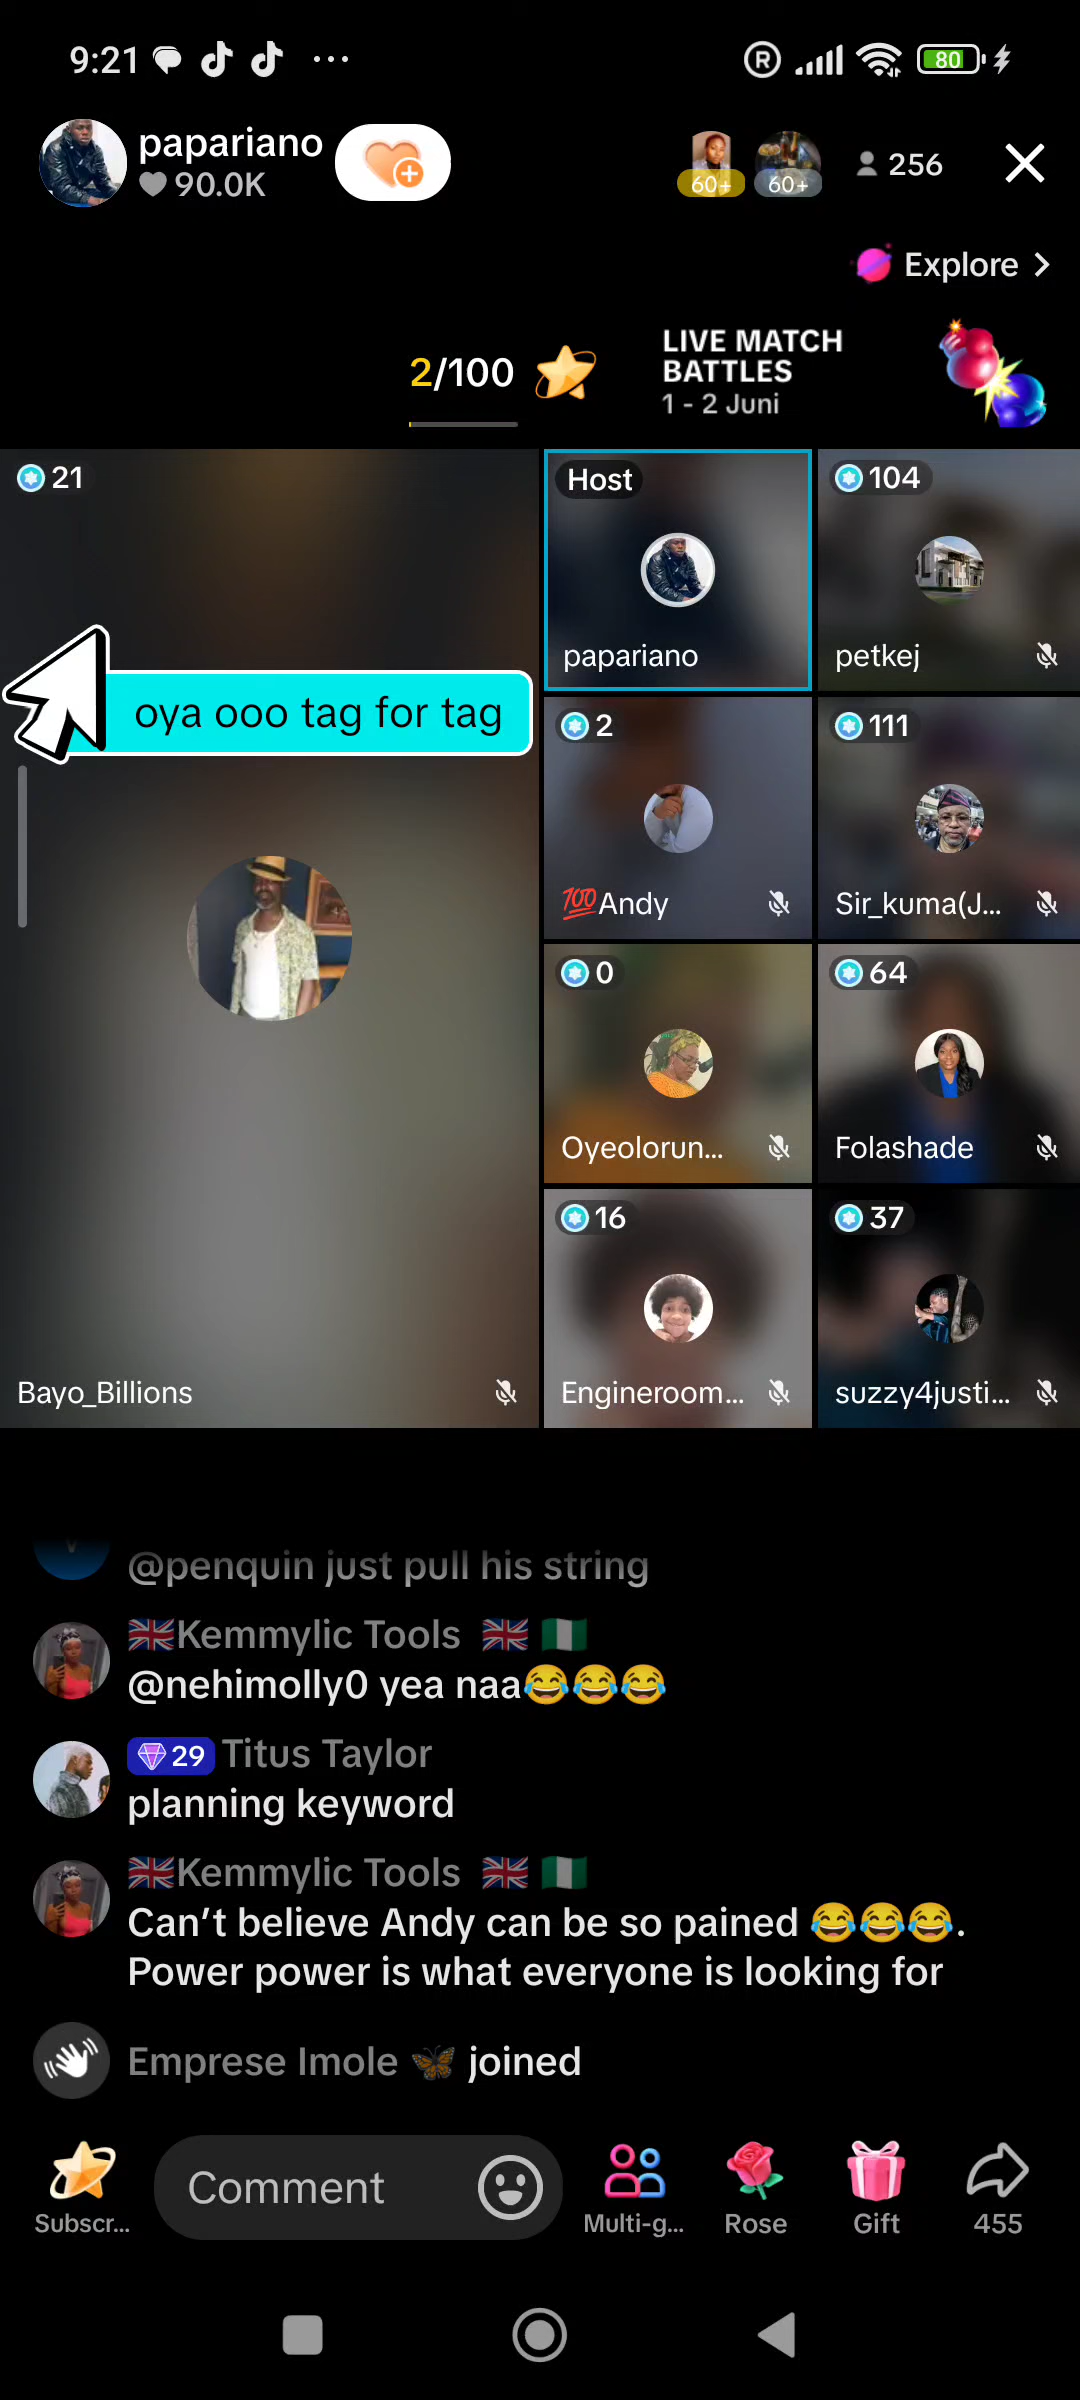 9:21
80
papariano
90.0K
60+
60+
256
Explore
2/100
LIVE MATCH
BATTLES
1 - 2 Juni
21
Host
104
oya ooo tag for tag
papariano
petkej
2
111
💯Andy
Sir_kuma(J...
0
64
Oyeolorun...
Folashade
16
37
Bayo_Billions
Engineroom...
suzzy4justi...
@penquin just pull his string
🇬🇧Kemmylic Tools 🇬🇧 🇳🇬
@nehimolly0 yea naa😂😂😂
29 Titus Taylor
planning keyword
🇬🇧Kemmylic Tools 🇬🇧 🇳🇬
Can't believe Andy can be so pained 😂😂😂.
Power power is what everyone is looking for
Emprese Imole 🦋 joined
Comment
Subscr...
Multi-g...
Rose
Gift
455